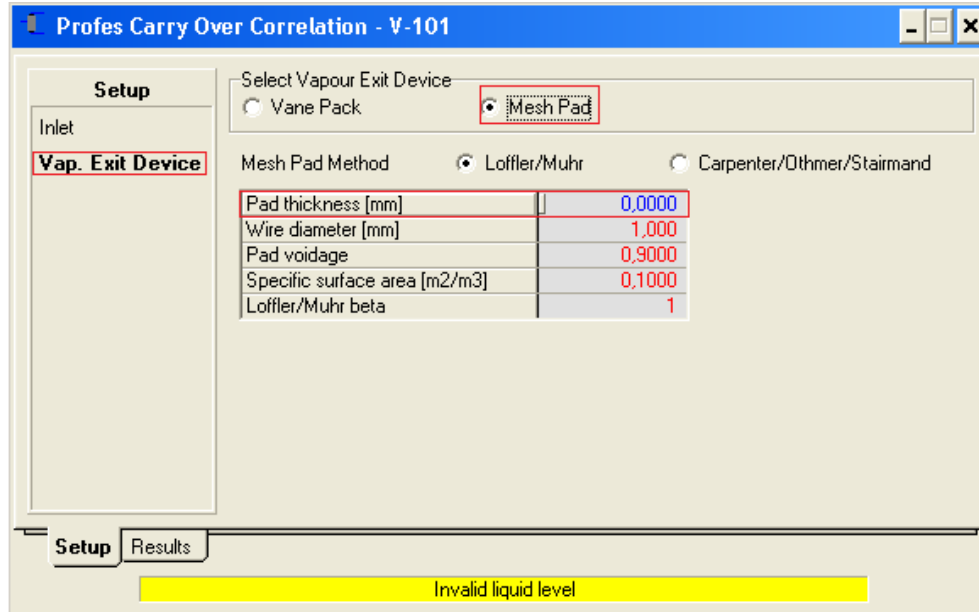 Profes Carry Over Correlation - V-101
Setup
Inlet
Vap. Exit Device
Select Vapour Exit Device
Vane Pack Mesh Pad
Mesh Pad Method Loffler/Muhr Carpenter/Othmer/Stairmand
Pad thickness [mm] 0,0000
Wire diameter [mm] 1,000
Pad voidage 0,9000
Specific surface area [m2/m3] 0,1000
Loffler/Muhr beta 1
Setup Results
Invalid liquid level